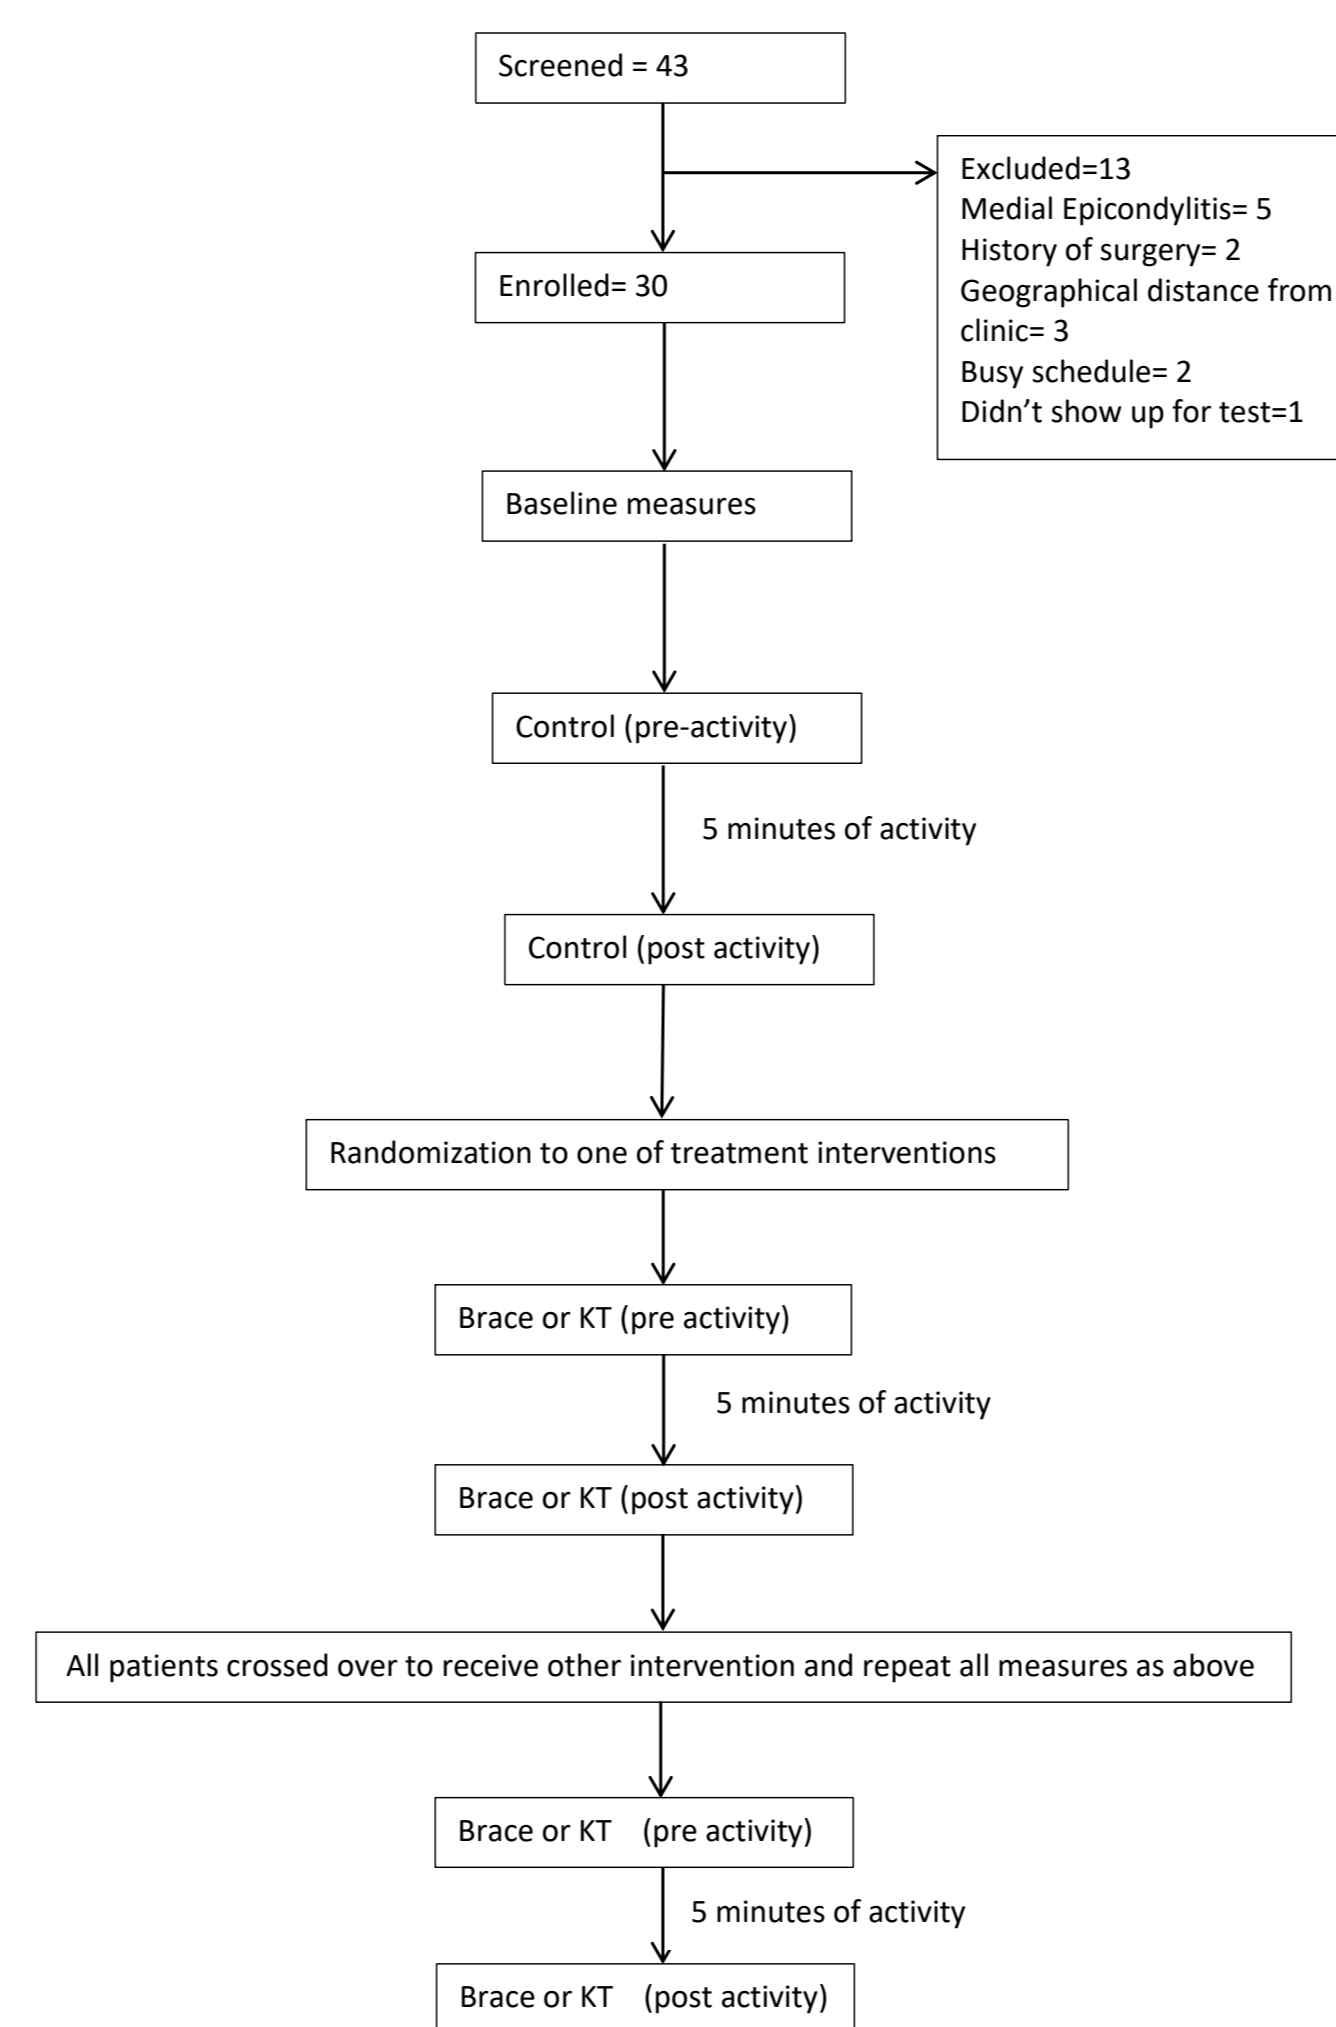 Screened = 43
Excluded=13
Medial Epicondylitis= 5
History of surgery= 2
Geographical distance from
clinic= 3
Busy schedule= 2
Didn’t show up for test=1
Enrolled= 30
Baseline measures
Control (pre-activity)
5 minutes of activity
Control (post activity)
Randomization to one of treatment interventions
Brace or KT (pre activity)
5 minutes of activity
Brace or KT (post activity)
All patients crossed over to receive other intervention and repeat all measures as above
Brace or KT (pre activity)
5 minutes of activity
Brace or KT (post activity)